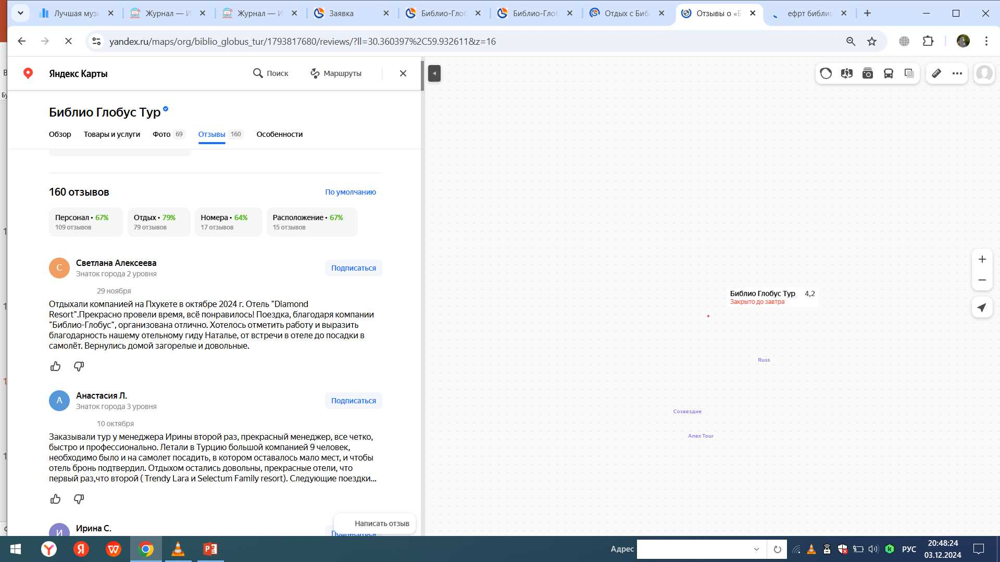 Лучшая муз
Журнал — И
Журнал — И
Заявка
Библио-Глоб
Библио-Глоб
Отдых с Биб.
Отзывы о «Б
ефрт библис
yandex.ru/maps/org/biblio_globus_tur/1793817680/reviews/?ll=30.360397%2C59.932611&z=16
Яндекс Карты
Поиск
Маршруты
Библио Глобус Тур
Обзор
Товары и услуги
Фото 69
Отзывы 160
Особенности
160 отзывов
По умолчанию
Персонал • 67%
109 отзывов
Отдых • 79%
79 отзывов
Номера • 64%
17 отзывов
Расположение • 67%
15 отзывов
С
Светлана Алексеева
Знаток города 2 уровня
Подписаться
29 ноября
Отдыхали компанией на Пхукете в октябре 2024 г. Отель "Diamond
Resort".Прекрасно провели время, всё понравилось! Поездка, благодаря компании
"Библио-Глобус", организована отлично. Хотелось отметить работу и выразить
благодарность нашему отельному гиду Наталье, от встречи в отеле до посадки в
самолёт. Вернулись домой загорелые и довольные.
А
Анастасия Л.
Знаток города 3 уровня
Подписаться
10 октября
Заказывали тур у менеджера Ирины второй раз, прекрасный менеджер, все четко,
быстро и профессионально. Летали в Турцию большой компанией 9 человек,
необходимо было и на самолет посадить, в котором оставалось мало мест, и чтобы
отель бронь подтвердил. Отдыхом остались довольны, прекрасные отели, что
первый раз,что второй ( Trendy Lara и Selectum Family resort). Следующие поездки...
И
Ирина С.
Подписаться
Написать отзыв
Библио Глобус Тур 4,2
Закрыто до завтра
Russ
Созвездие
Anex Tour
Адрес
РУС
20:48:24
03.12.2024